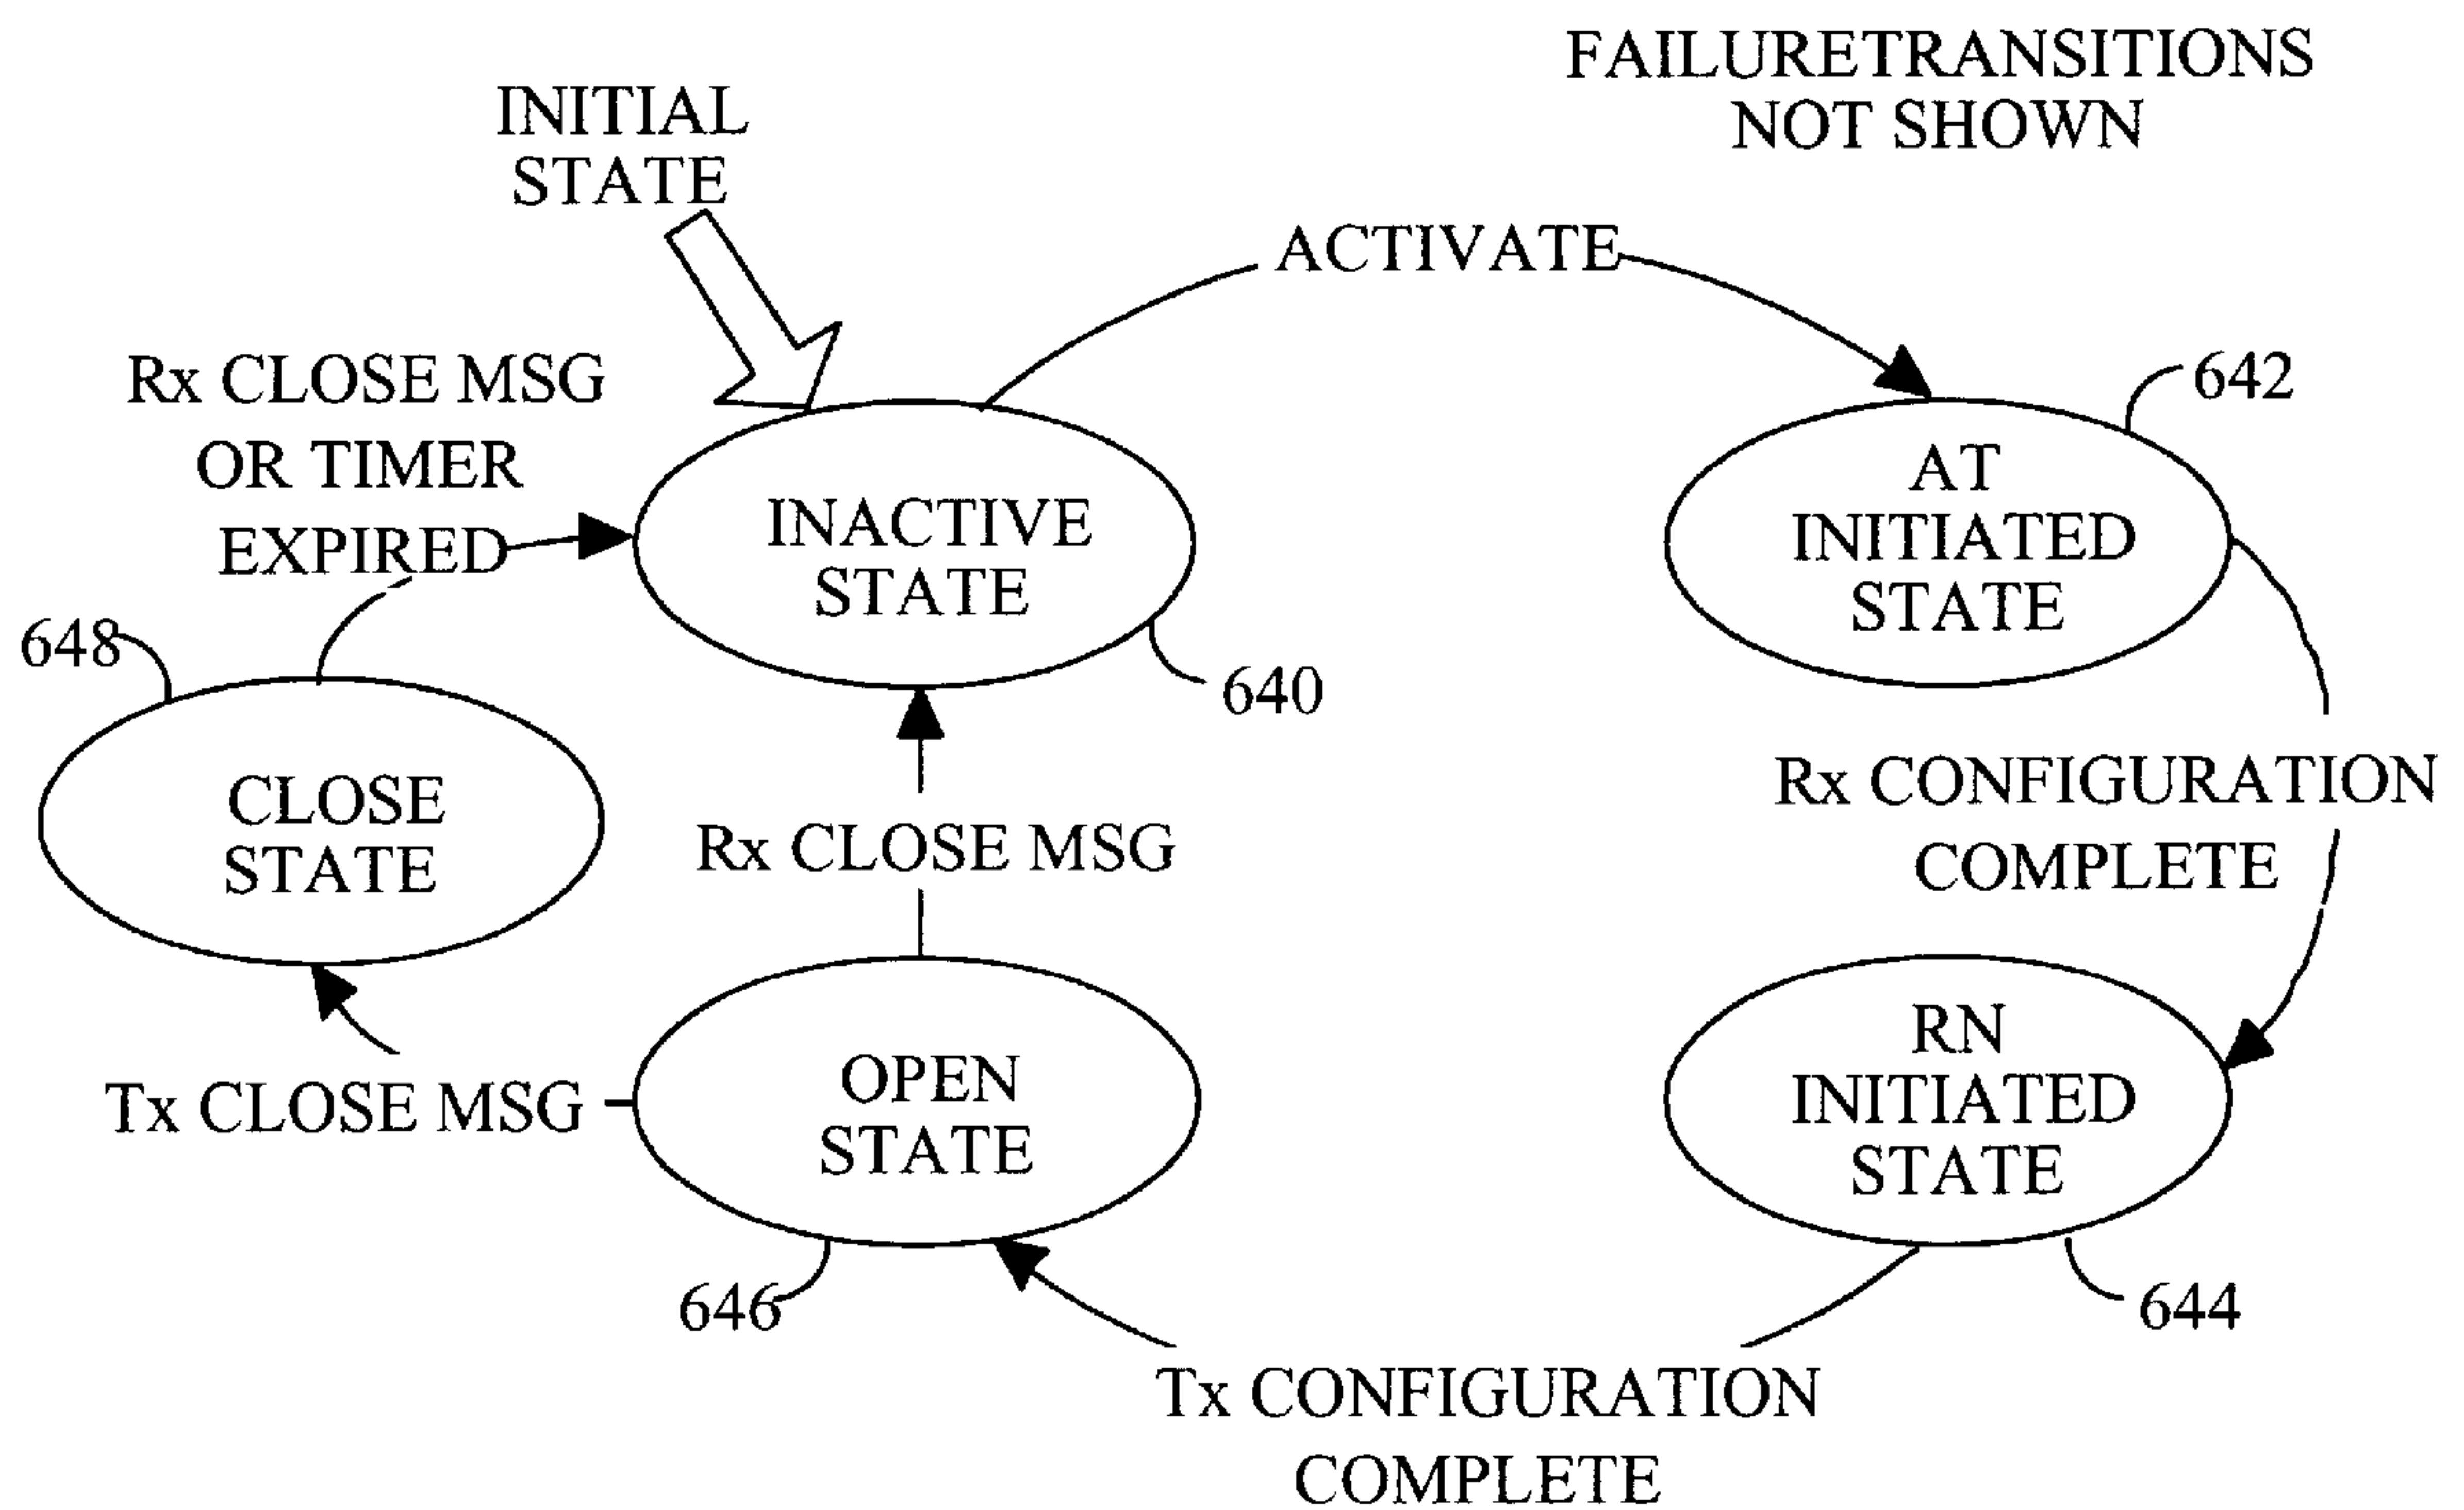 FAILURETRANSITIONS
NOT SHOWN
INITIAL
STATE
ACTIVATE
Rx CLOSE MSG
OR TIMER
EXPIRED
642
AT
INITIATED
STATE
INACTIVE
STATE
648
640
CLOSE
STATE
Rx CLOSE MSG
Rx CONFIGURATION
COMPLETE
RN
INITIATED
STATE
OPEN
STATE
Tx CLOSE MSG
646
644
Tx CONFIGURATION
COMPLETE